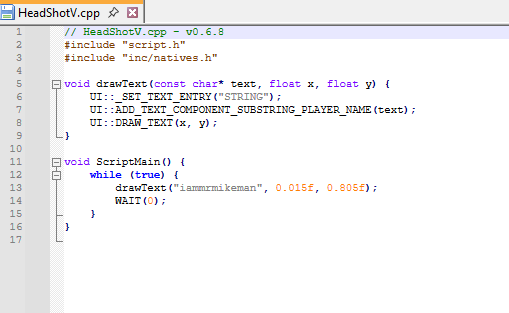 HeadShotV.cpp
1 // HeadShotV.cpp - v0.6.8
2 #include "script.h"
3 #include "inc/natives.h"
4
5 void drawText(const char* text, float x, float y) {
6 UI::_SET_TEXT_ENTRY("STRING");
7 UI::ADD_TEXT_COMPONENT_SUBSTRING_PLAYER_NAME(text);
8 UI::DRAW_TEXT(x, y);
9 }
10
11 void ScriptMain() {
12 while (true) {
13 drawText("iammrmikeman", 0.015f, 0.805f);
14 WAIT(0);
15 }
16 }
17